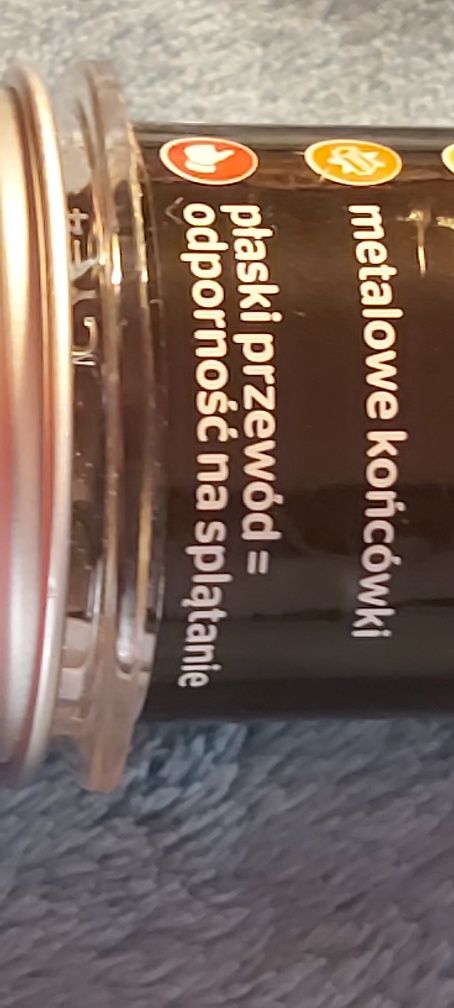 metalowe końcówki
płaski przewód =
odporność na splątanie